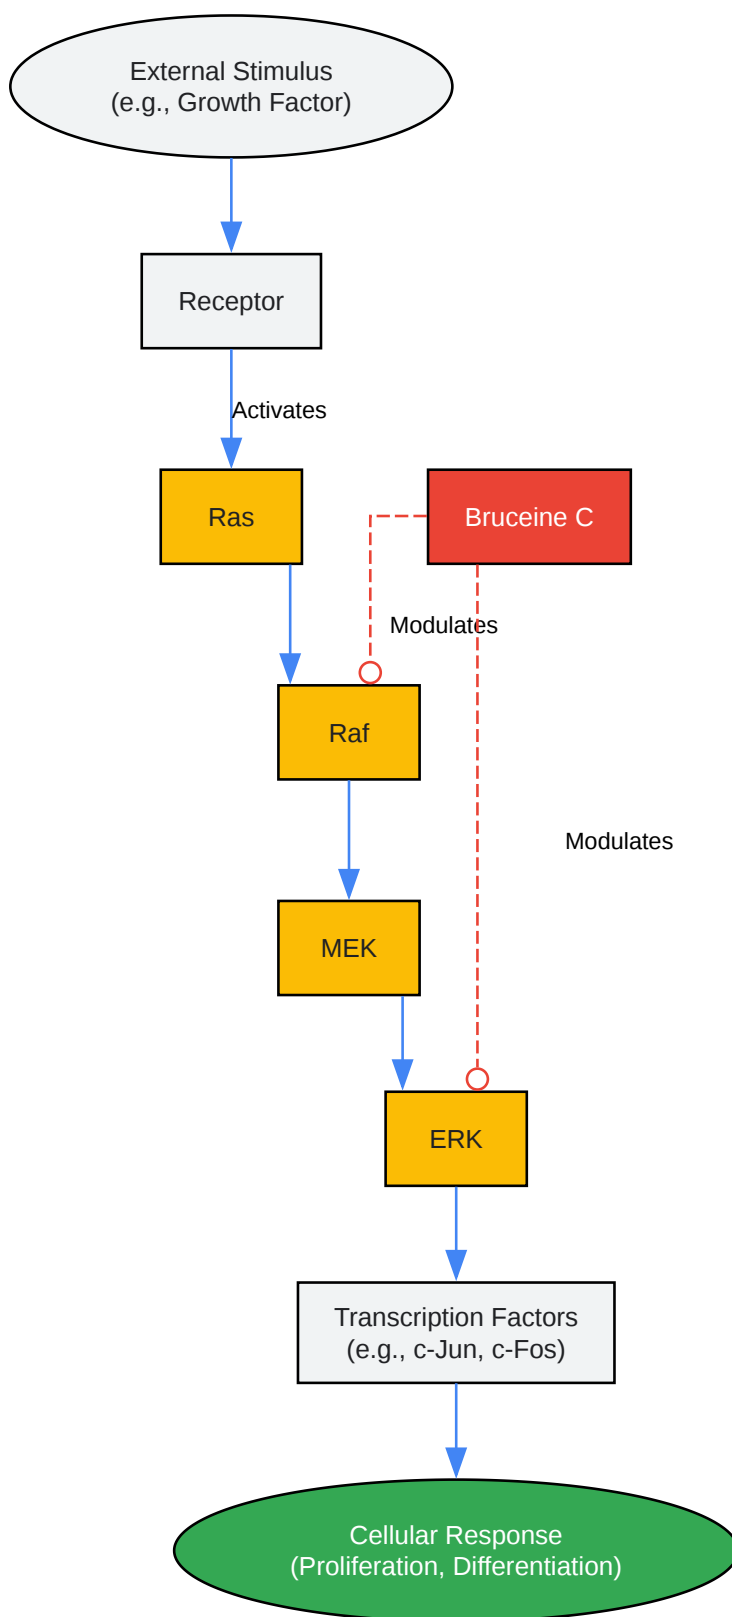 External Stimulus
(e.g., Growth Factor)
Receptor
Activates
Ras
Bruceine C
Modulates
Raf
Modulates
MEK
ERK
Transcription Factors
(e.g., c-Jun, c-Fos)
Cellular Response
(Proliferation, Differentiation)